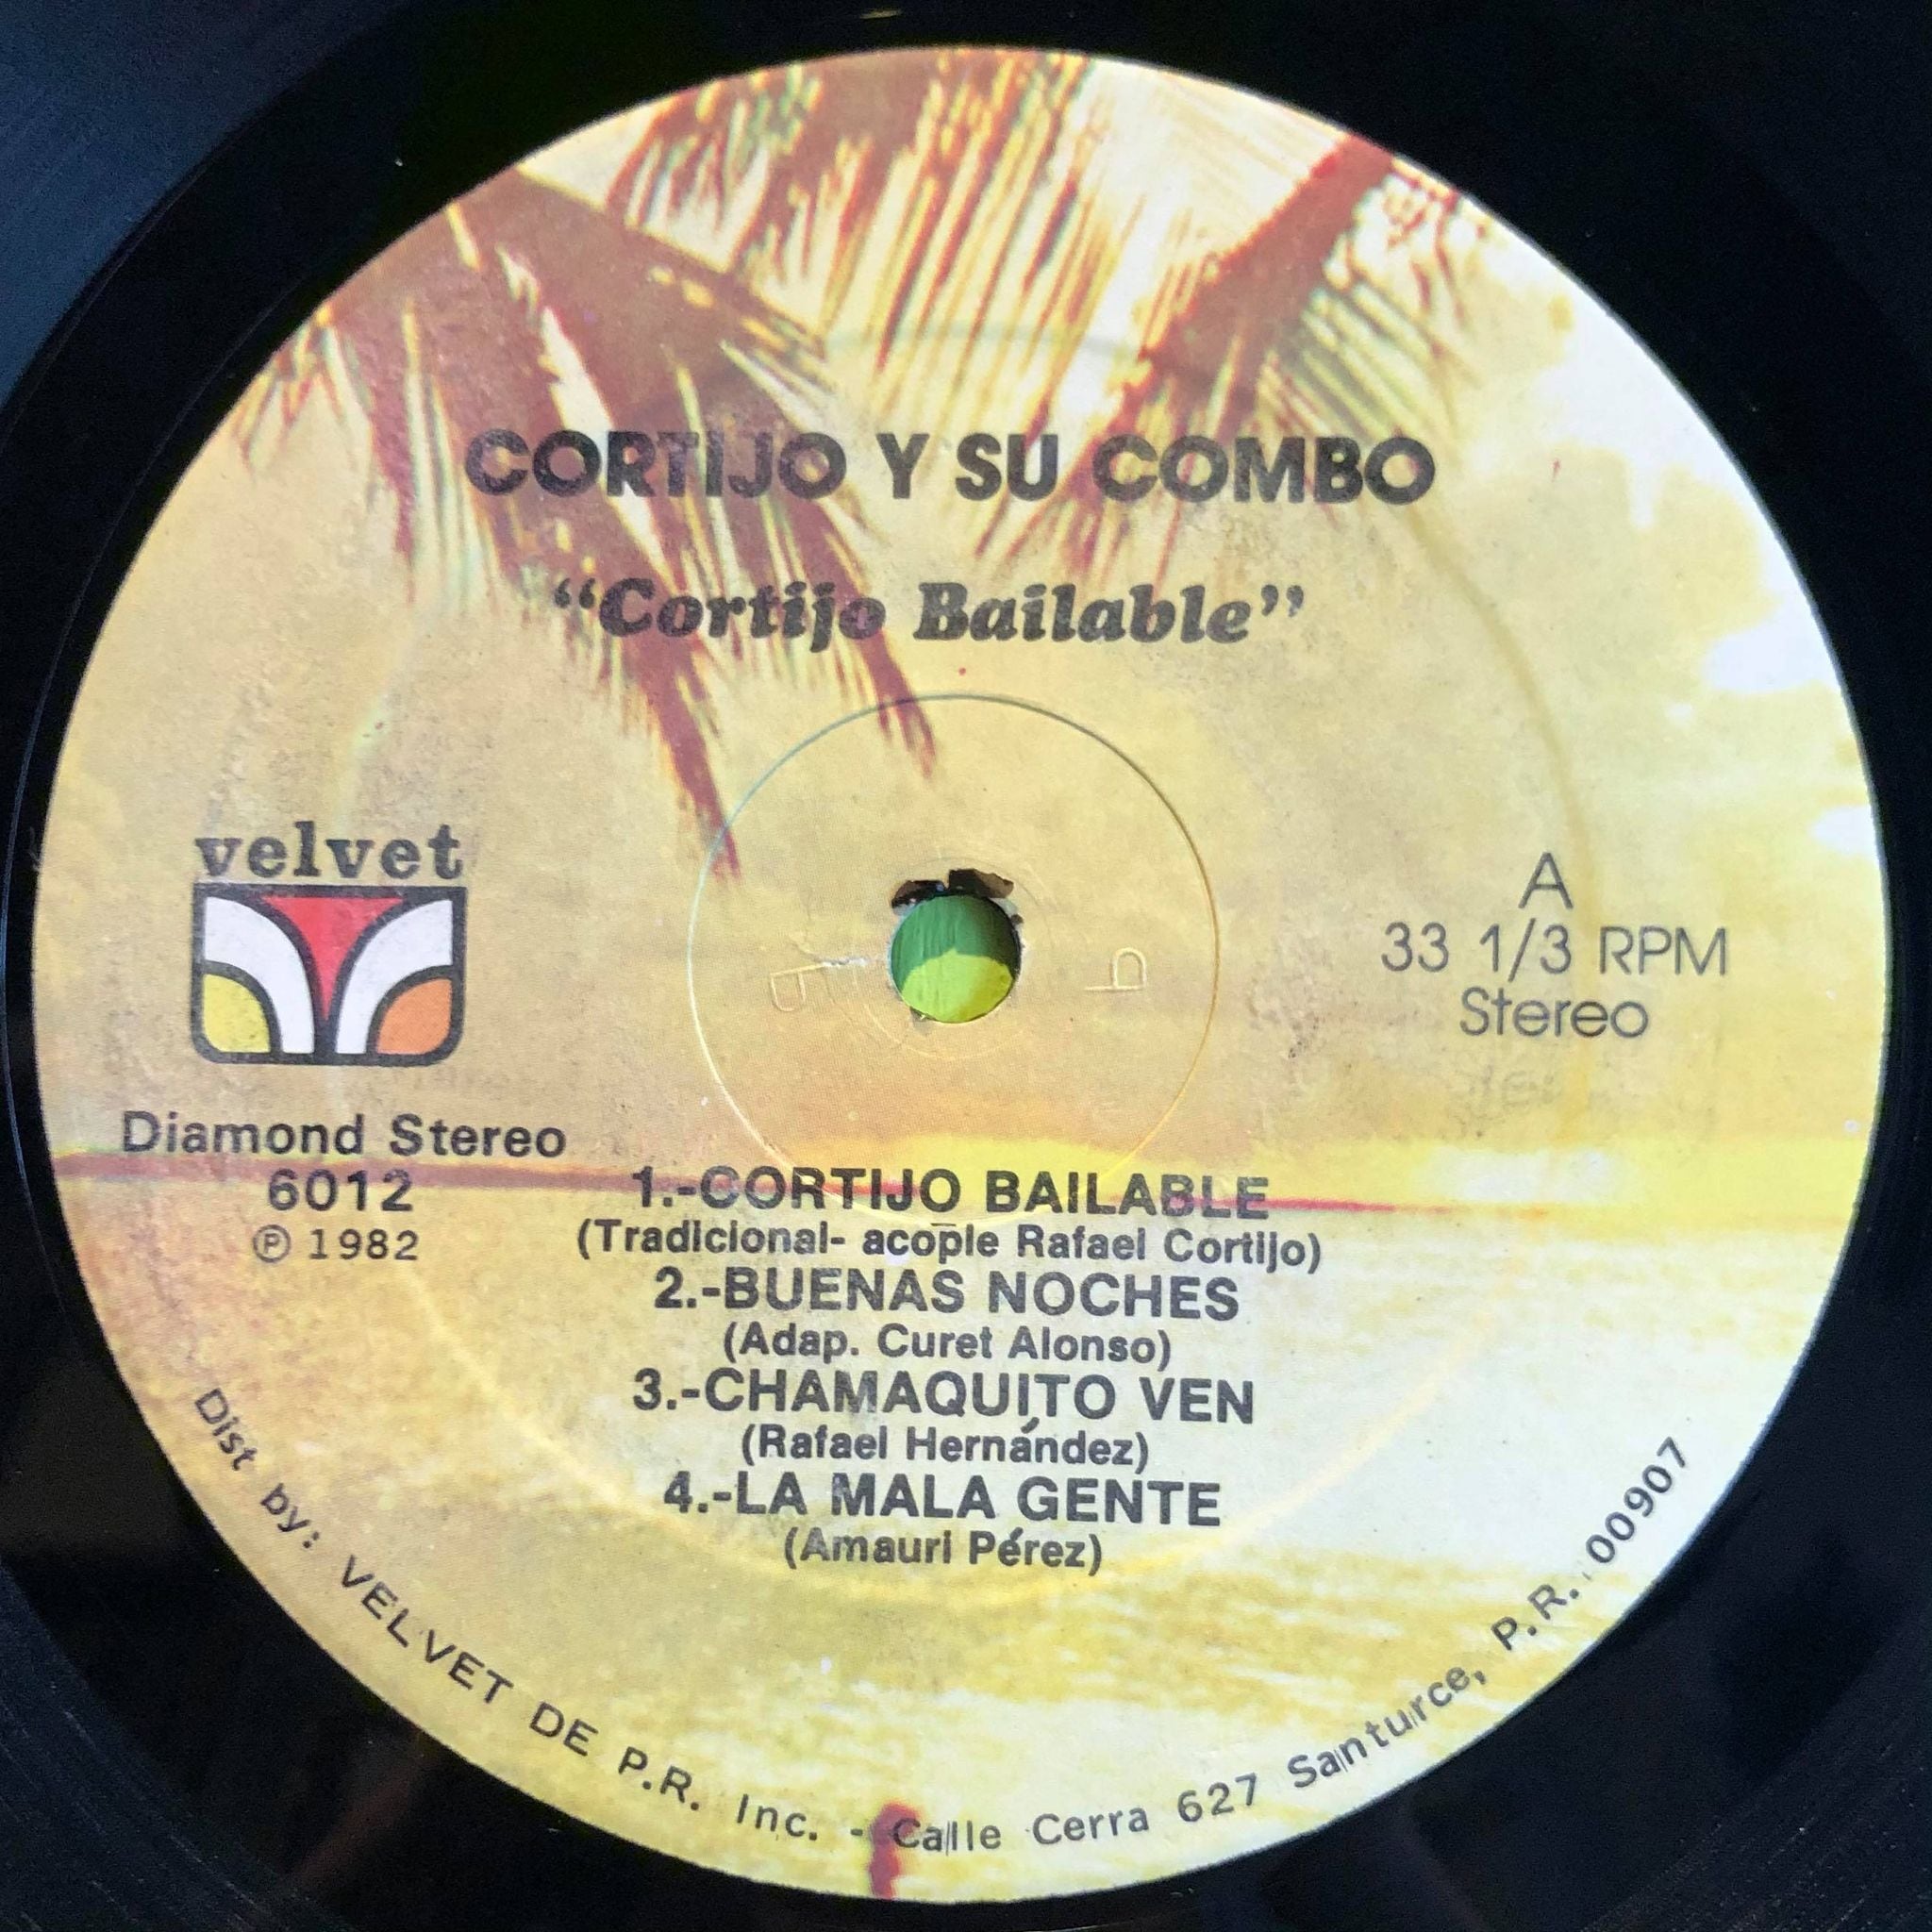 CORTIJO Y SU COMBO
“Cortijo Bailable”
velvet
A
33 1/3 RPM
Stereo
Diamond Stereo
6012
℗ 1982
1.-CORTIJO BAILABLE
(Tradicional- acople Rafael Cortijo)
2.-BUENAS NOCHES
(Adap. Curet Alonso)
3.-CHAMAQUITO VEN
(Rafael Hernández)
4.-LA MALA GENTE
(Amauri Pérez)
Dist by: VELVET DE P.R. Inc. - Calle Cerra 627 Santurce, P.R. 00907